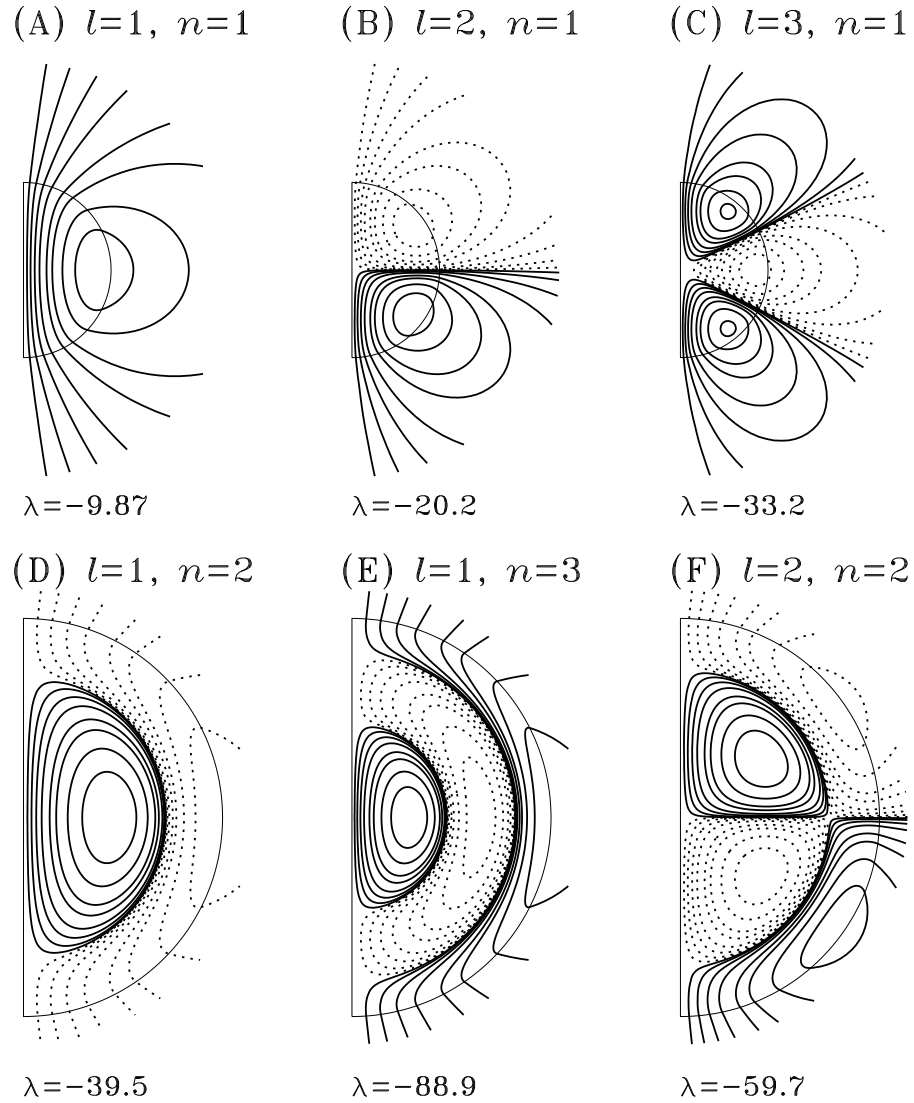 (A) l=1, n=1
(B) l=2, n=1
(C) l=3, n=1
λ=−9.87
λ=−20.2
λ=−33.2
(D) l=1, n=2
(E) l=1, n=3
(F) l=2, n=2
λ=−39.5
λ=−88.9
λ=−59.7